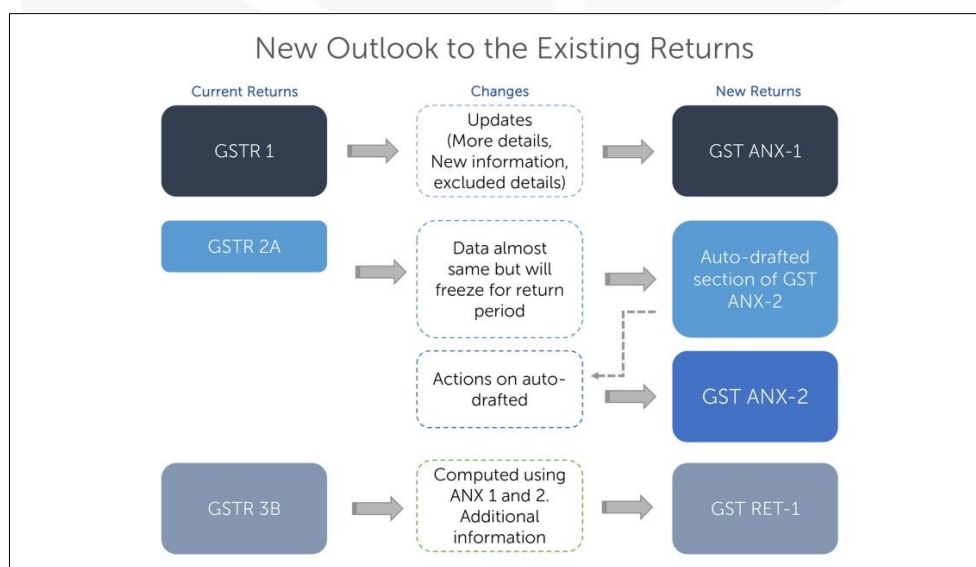 New Outlook to the Existing Returns
Current Returns
Changes
New Returns
GSTR 1
Updates
(More details,
New information,
excluded details)
GST ANX-1
GSTR 2A
Data almost
same but will
freeze for return
period
Auto-drafted
section of GST
ANX-2
Actions on auto-
drafted
GST ANX-2
GSTR 3B
Computed using
ANX 1 and 2.
Additional
information
GST RET-1